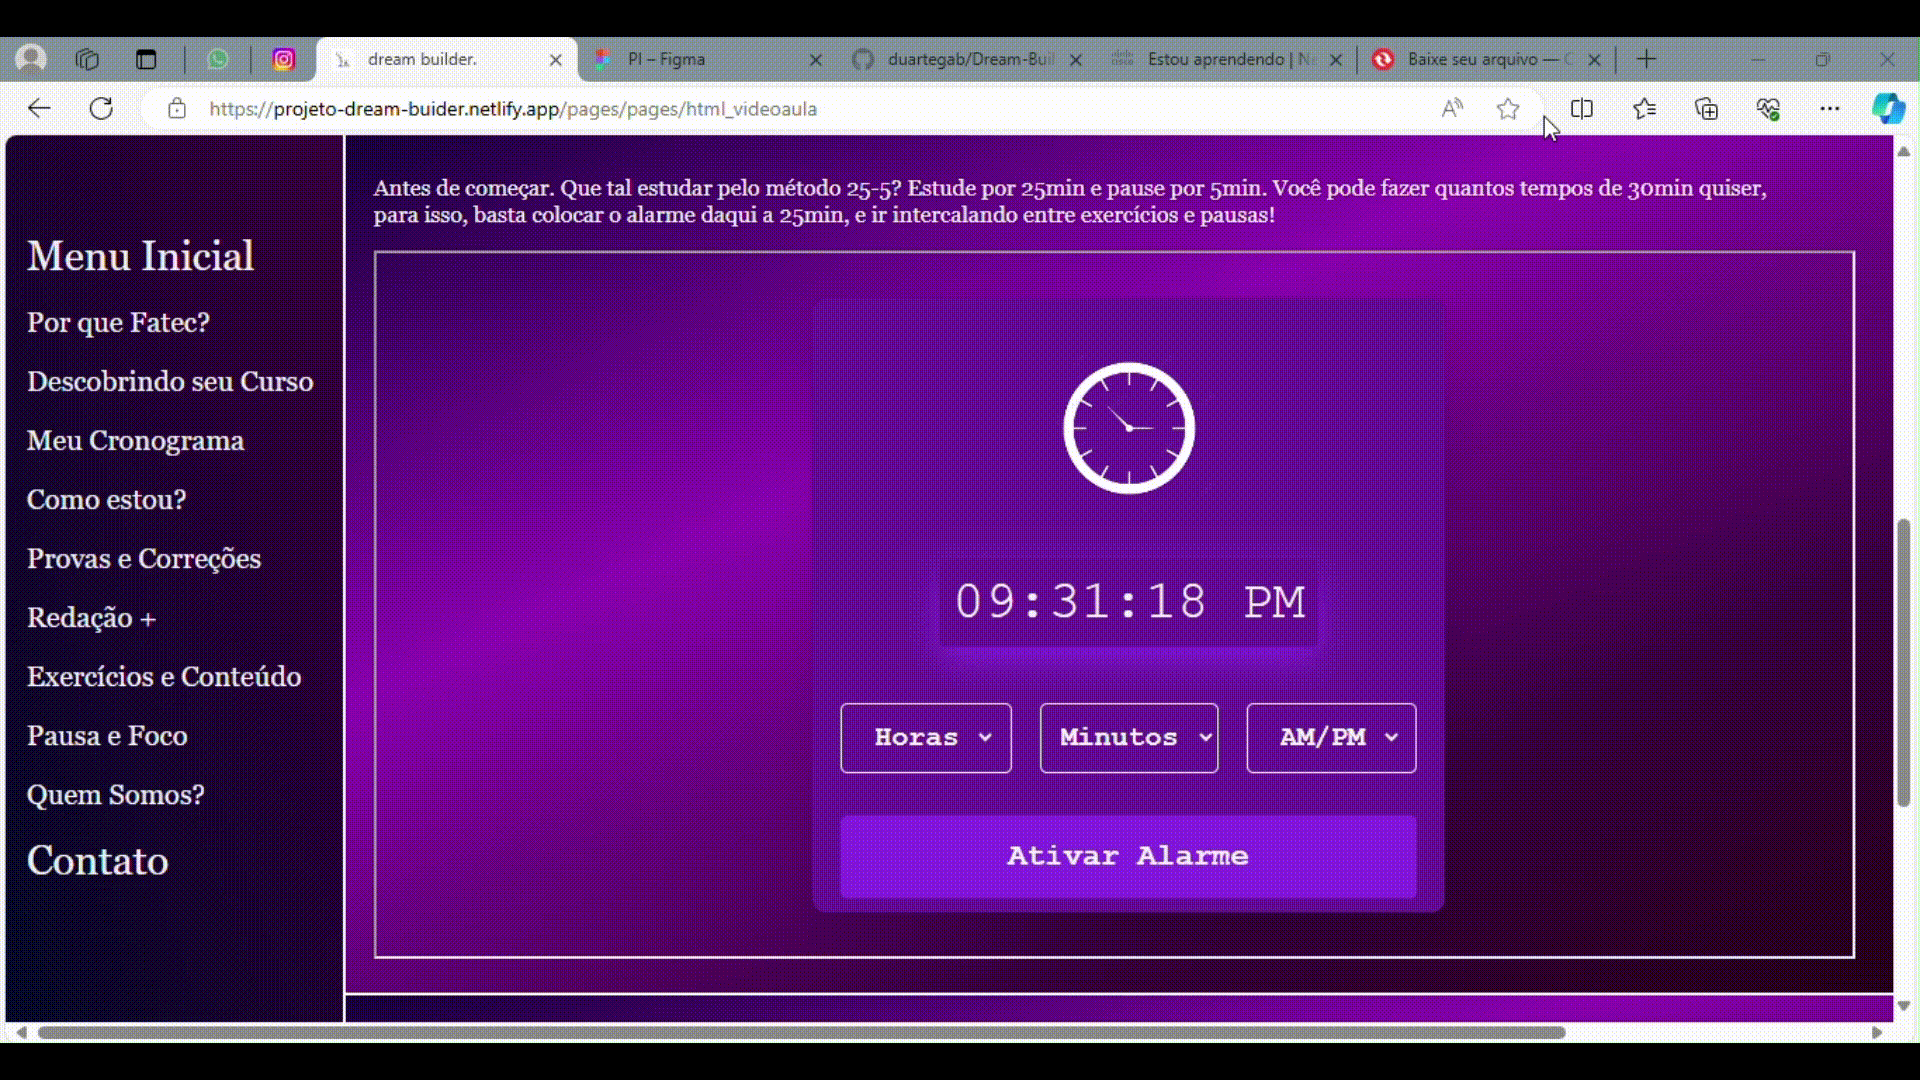 dream builder.
PI – Figma
duartegab/Dream-Buil
Estou aprendendo | Ne
Baixe seu arquivo — C
https://projeto-dream-buider.netlify.app/pages/pages/html_videoaula
Menu Inicial
Por que Fatec?
Descobrindo seu Curso
Meu Cronograma
Como estou?
Provas e Correções
Redação +
Exercícios e Conteúdo
Pausa e Foco
Quem Somos?
Contato
Antes de começar. Que tal estudar pelo método 25-5? Estude por 25min e pause por 5min. Você pode fazer quantos tempos de 30min quiser,
para isso, basta colocar o alarme daqui a 25min, e ir intercalando entre exercícios e pausas!
09:31:18 PM
Horas
Minutos
AM/PM
Ativar Alarme